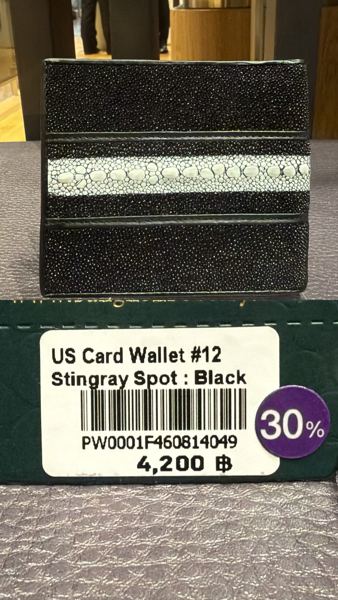 US Card Wallet #12
Stingray Spot : Black
PW0001F460814049
4,200 ฿
30%